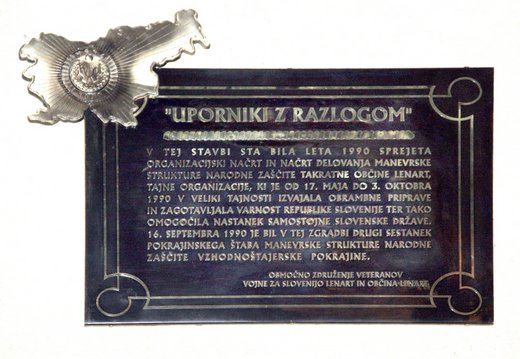 "UPORNIKI Z RAZLOGOM"
V TEJ STAVBI STA BILA LETA 1990 SPREJETA
ORGANIZACIJSKI NAČRT IN NAČRT DELOVANJA MANEVRSKE
STRUKTURE NARODNE ZAŠČITE TAKRATNE OBČINE LENART,
TAJNE ORGANIZACIJE, KI JE OD 17. MAJA DO 3. OKTOBRA
1990 V VELIKI TAJNOSTI IZVAJALA OBRAMBNE PRIPRAVE
IN ZAGOTAVLJALA VARNOST REPUBLIKE SLOVENIJE TER TAKO
OMOGOČILA NASTANEK SAMOSTOJNE SLOVENSKE DRŽAVE.
16. SEPTEMBRA 1990 JE BIL V TEJ ZGRADBI DRUGI SESTANEK
POKRAJINSKEGA ŠTABA MANEVRSKE STRUKTURE NARODNE
ZAŠČITE VZHODNOŠTAJERSKE POKRAJINE.
OBMOČNO ZDRUŽENJE VETERANOV
VOJNE ZA SLOVENIJO LENART IN OBČINA LENART